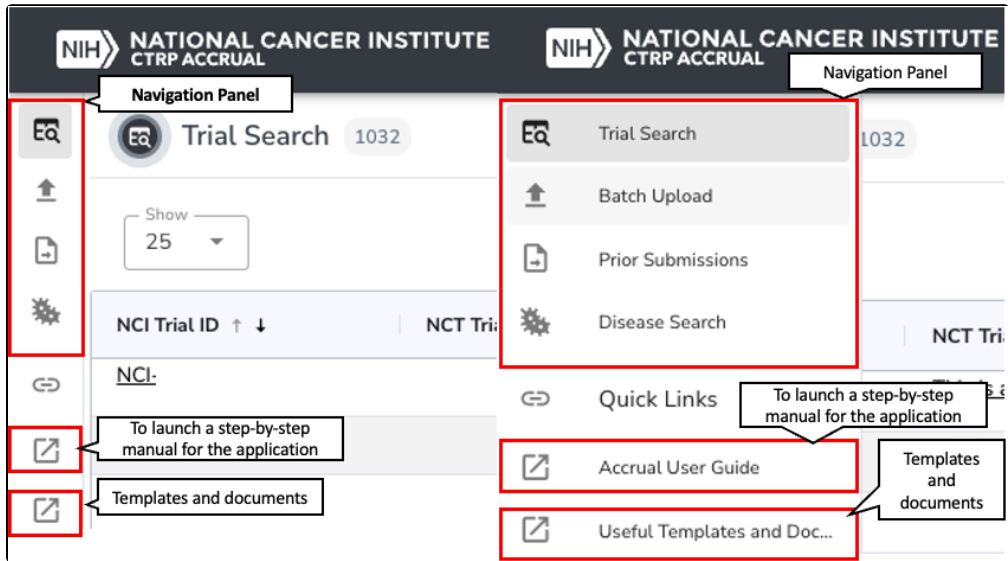 NIH
NATIONAL CANCER INSTITUTE
CTRP ACCRUAL
Navigation Panel
Trial Search 1032
Show
25
NCI Trial ID ↑ ↓
NCT Tri
NCI-
To launch a step-by-step
manual for the application
Templates and documents
NIH
NATIONAL CANCER INSTITUTE
CTRP ACCRUAL
Navigation Panel
Trial Search
1032
Batch Upload
Prior Submissions
Disease Search
NCT Tri
Quick Links
To launch a step-by-step
manual for the application
Accrual User Guide
Templates
and
documents
Useful Templates and Doc...